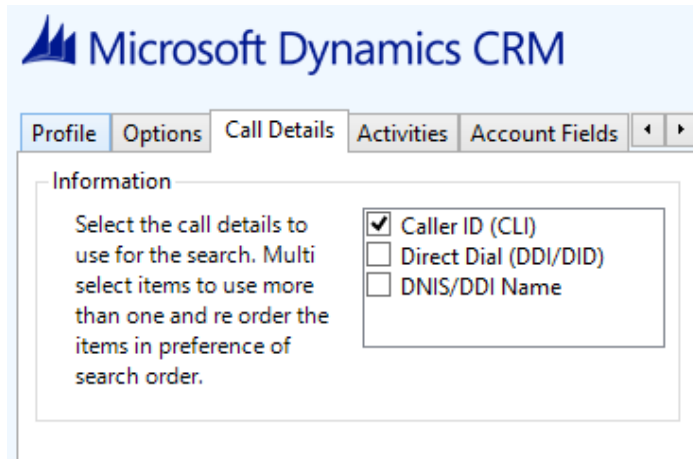 Microsoft Dynamics CRM
Profile Options Call Details Activities Account Fields
Information
Select the call details to
use for the search. Multi
select items to use more
than one and re order the
items in preference of
search order.
Caller ID (CLI)
Direct Dial (DDI/DID)
DNIS/DDI Name